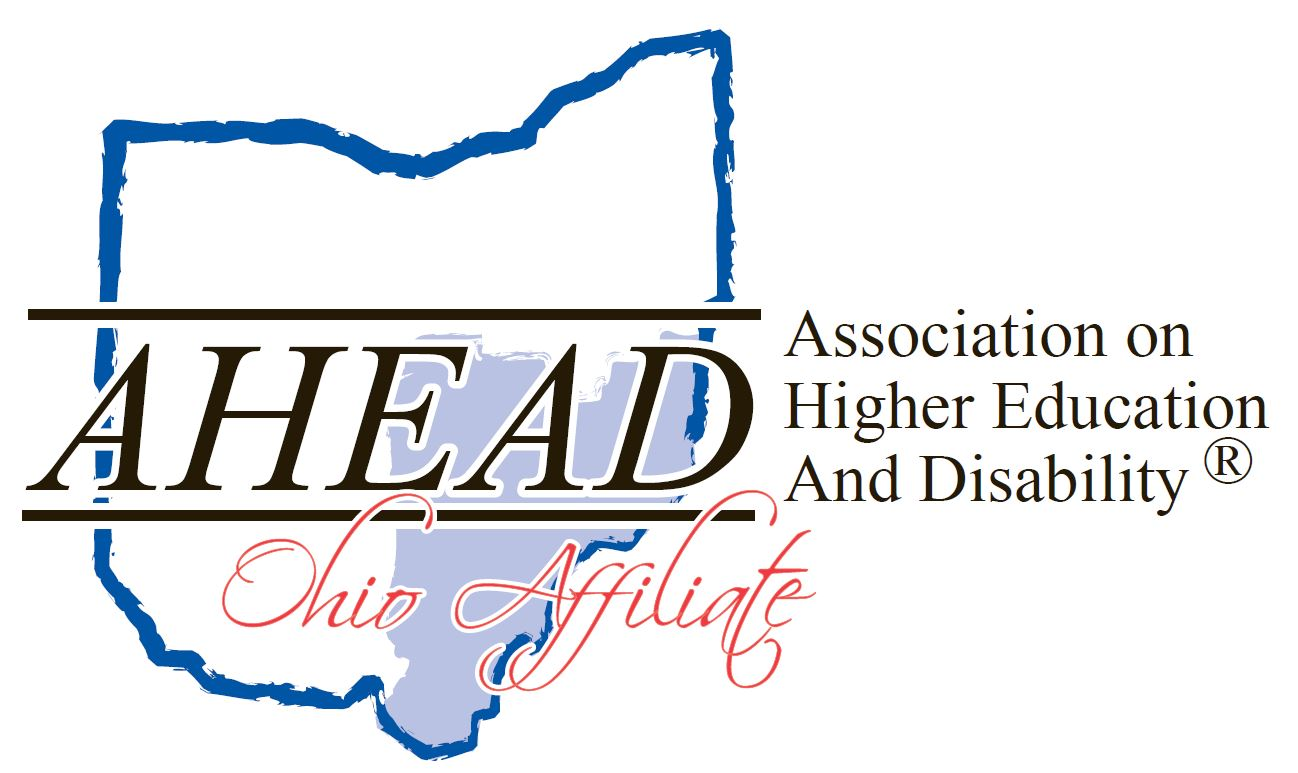 AHEAD
Ohio Affiliate
Association on
Higher Education
And Disability ®